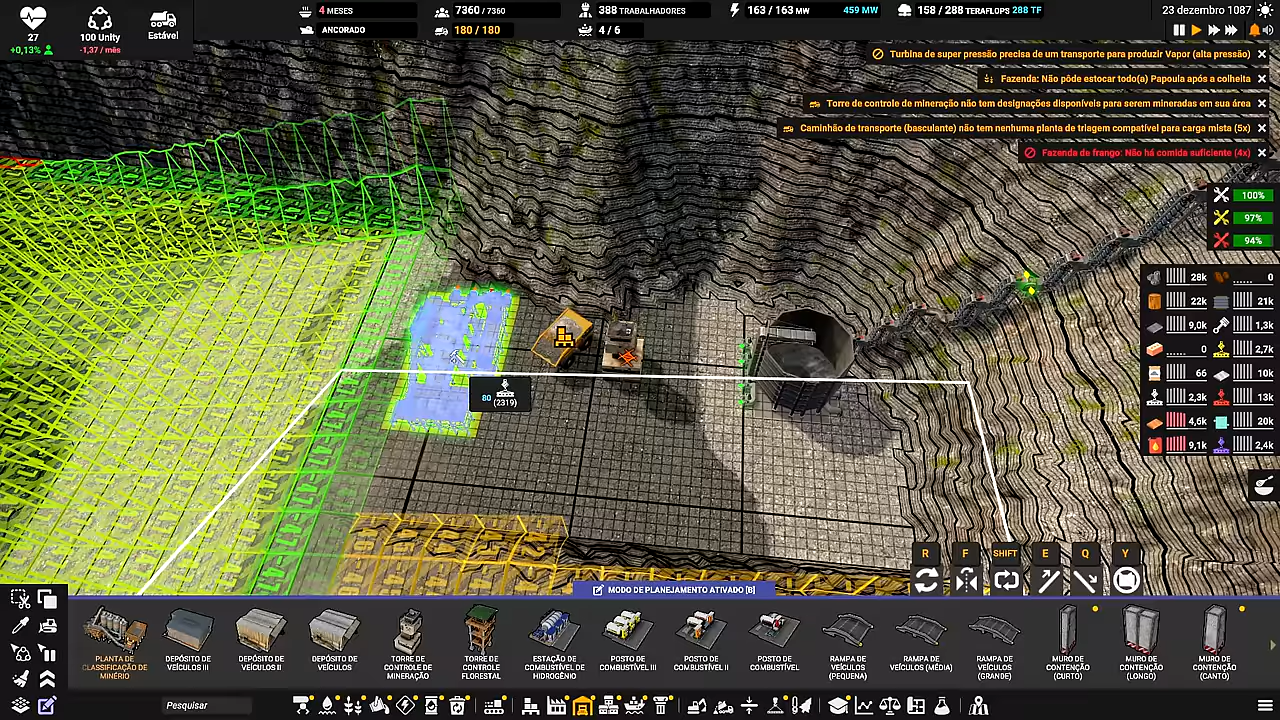 27
+0,13%
100 Unity
-1,37 / mês
Estável
4 MESES
ANCORADO
7360 / 7360
180 / 180
388 TRABALHADORES
4 / 6
163 / 163 MW 459 MW
158 / 288 TERAFLOPS 288 TF
23 dezembro 1087
Turbina de super pressão precisa de um transporte para produzir Vapor (alta pressão)
Fazenda: Não pôde estocar todo(a) Papoula após a colheita
Torre de controle de mineração não tem designações disponíveis para serem mineradas em sua área
Caminhão de transporte (basculante) não tem nenhuma planta de triagem compatível para carga mista (5x)
Fazenda de frango: Não há comida suficiente (4x)
100%
97%
94%
28k 0
22k 21k
9,0k 1,3k
0 2,7k
66 10k
2,3k 13k
4,6k 20k
9,1k 2,4k
80 (2319)
R F SHIFT E Q Y
MODO DE PLANEJAMENTO ATIVADO [B]
PLANTA DE CLASSIFICAÇÃO DE MINÉRIO
DEPÓSITO DE VEÍCULOS III
DEPÓSITO DE VEÍCULOS II
DEPÓSITO DE VEÍCULOS
TORRE DE CONTROLE DE MINERAÇÃO
TORRE DE CONTROLE FLORESTAL
ESTAÇÃO DE COMBUSTÍVEL DE HIDROGÊNIO
POSTO DE COMBUSTÍVEL III
POSTO DE COMBUSTÍVEL II
POSTO DE COMBUSTÍVEL
RAMPA DE VEÍCULOS (PEQUENA)
RAMPA DE VEÍCULOS (MÉDIA)
RAMPA DE VEÍCULOS (GRANDE)
MURO DE CONTENÇÃO (CURTO)
MURO DE CONTENÇÃO (LONGO)
MURO DE CONTENÇÃO (CANTO)
Pesquisar